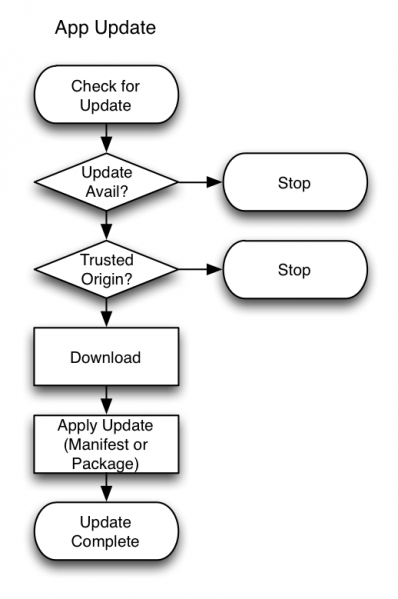 App Update
Check for
Update
Update
Avail?
Stop
Trusted
Origin?
Stop
Download
Apply Update
(Manifest or
Package)
Update
Complete